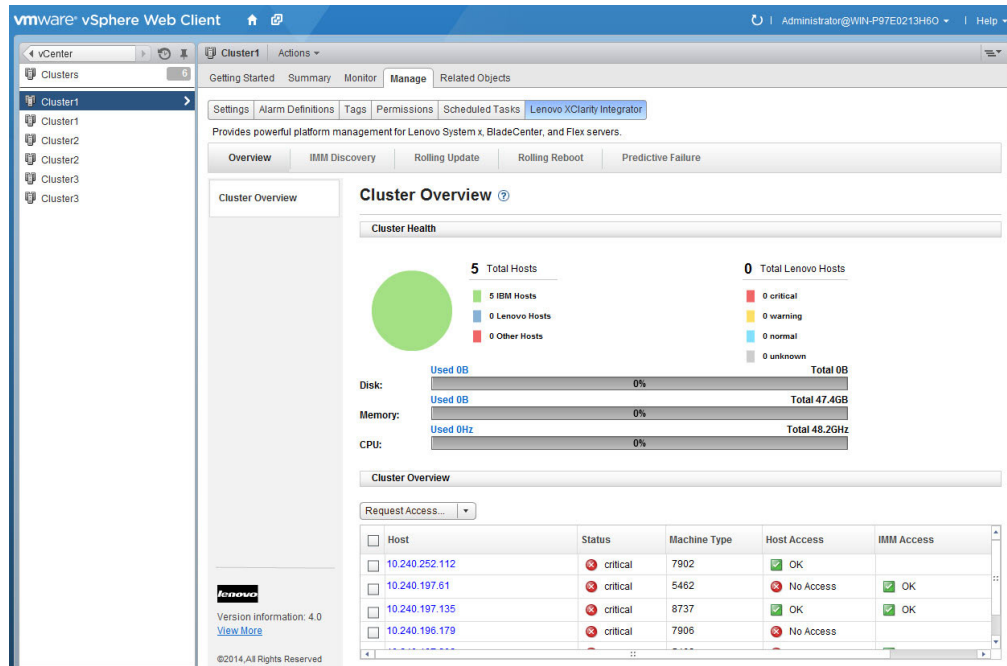 vmware® vSphere Web Client
Administrator@WIN-P97E0213H6O
Help
vCenter
Clusters 6
Cluster1
Cluster1
Cluster2
Cluster2
Cluster3
Cluster3
Cluster1 Actions
Getting Started Summary Monitor Manage Related Objects
Settings Alarm Definitions Tags Permissions Scheduled Tasks Lenovo XClarity Integrator
Provides powerful platform management for Lenovo System x, BladeCenter, and Flex servers.
Overview IMM Discovery Rolling Update Rolling Reboot Predictive Failure
Cluster Overview
Cluster Overview ?
Cluster Health
5 Total Hosts
5 IBM Hosts
0 Lenovo Hosts
0 Other Hosts
0 Total Lenovo Hosts
0 critical
0 warning
0 normal
0 unknown
Used 0B Total 0B
Disk: 0%
Used 0B Total 47.4GB
Memory: 0%
Used 0Hz Total 48.2GHz
CPU: 0%
Cluster Overview
Request Access...
Host Status Machine Type Host Access IMM Access
10.240.252.112 critical 7902 OK
10.240.197.61 critical 5462 No Access OK
10.240.197.135 critical 8737 OK OK
10.240.196.179 critical 7906 No Access
lenovo
Version information: 4.0
View More
©2014,All Rights Reserved